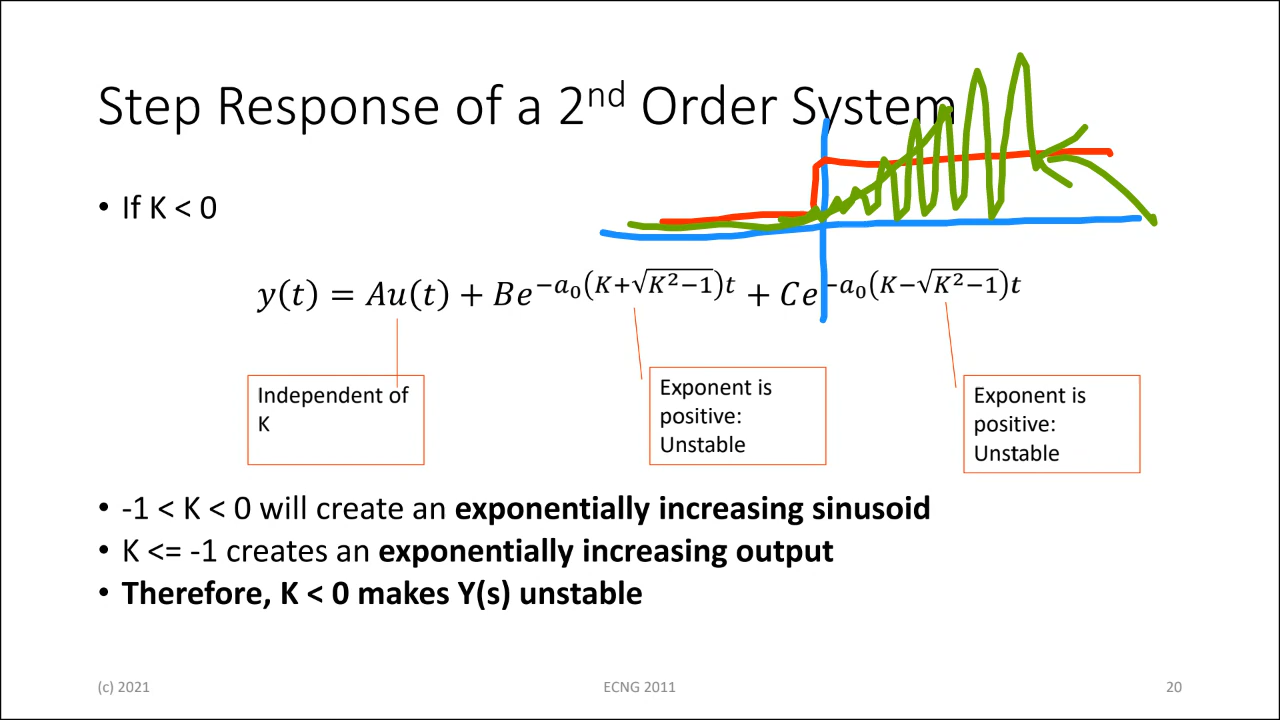 Step Response of a 2nd Order System
• If K < 0
y(t) = Au(t) + Be^{−a₀(K+√(K²−1))t} + Ce^{−a₀(K−√(K²−1))t}
Independent of
K
Exponent is
positive:
Unstable
Exponent is
positive:
Unstable
• -1 < K < 0 will create an exponentially increasing sinusoid
• K <= -1 creates an exponentially increasing output
• Therefore, K < 0 makes Y(s) unstable
(c) 2021
ECNG 2011
20